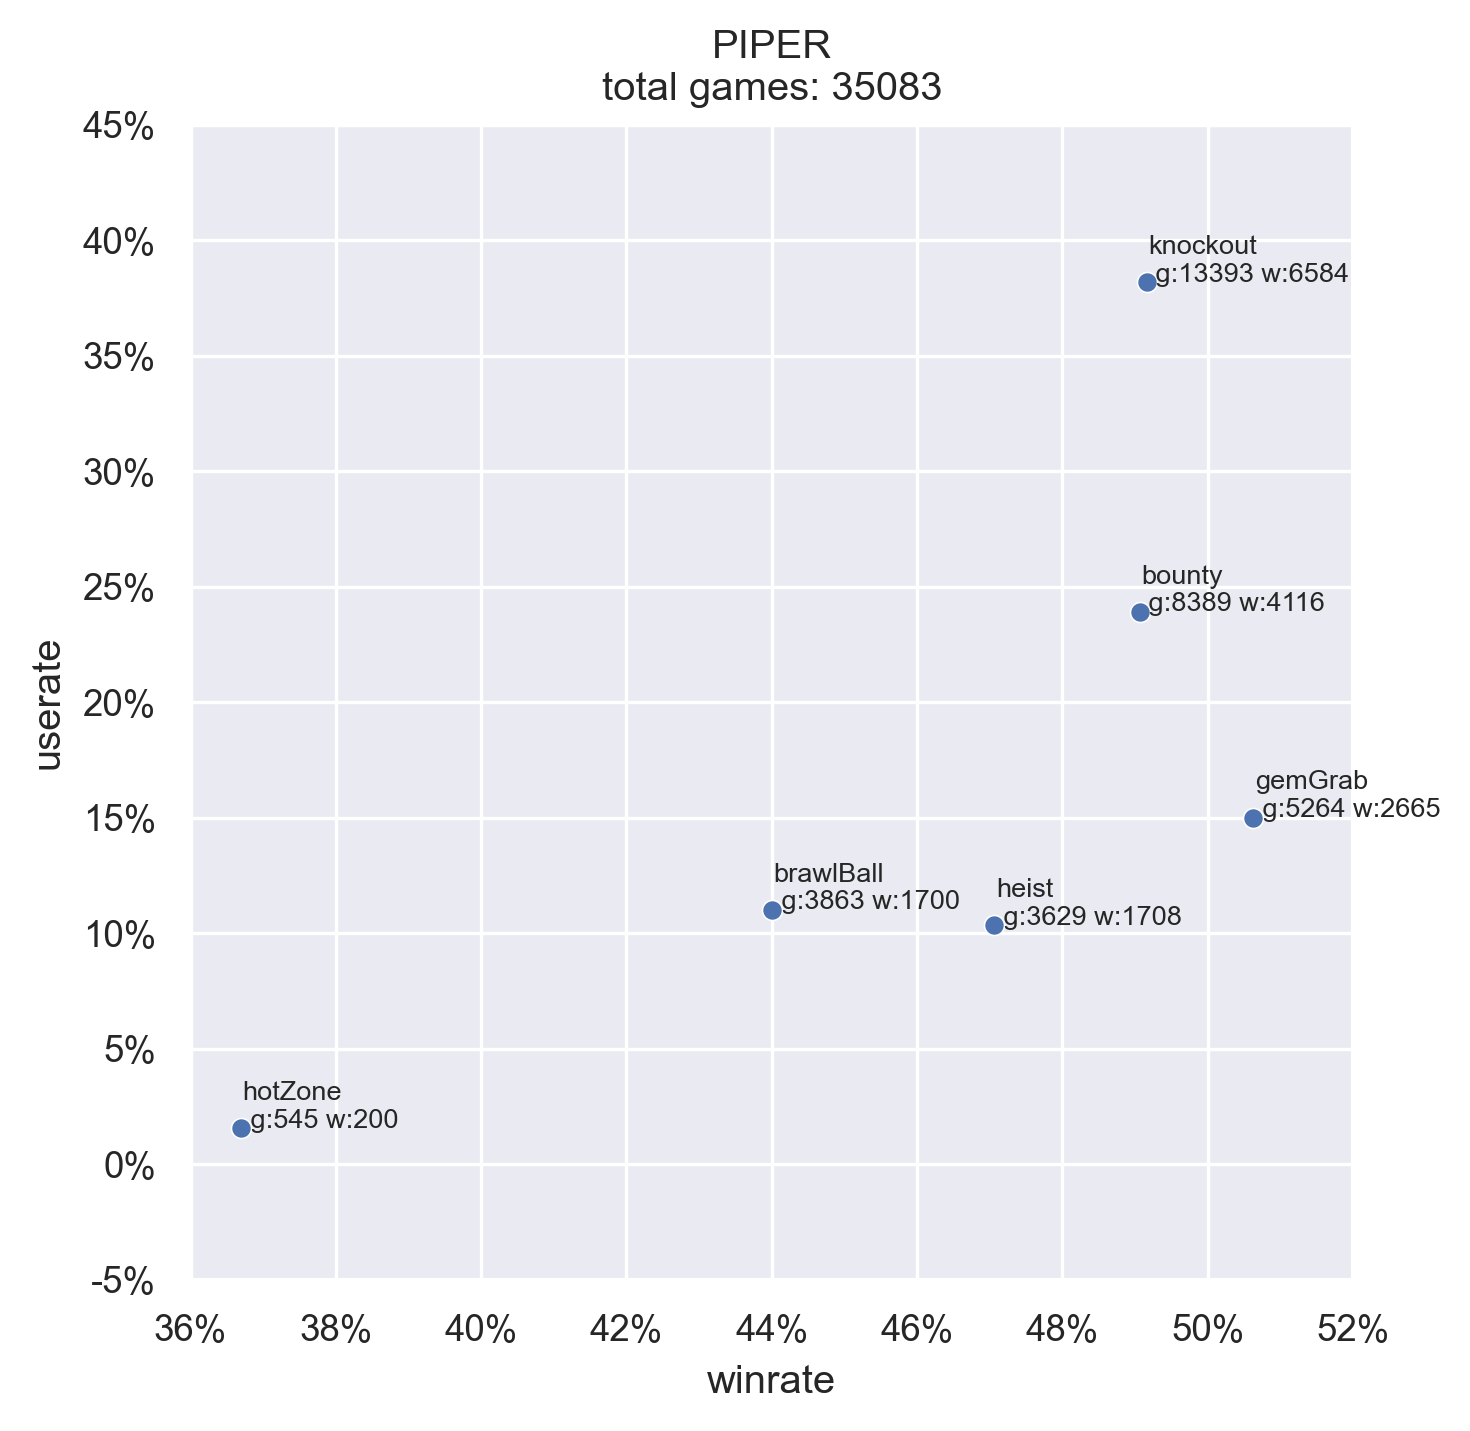 PIPER
total games: 35083
45%
40%
35%
30%
25%
20%
15%
10%
5%
0%
-5%
userate
knockout
g:13393 w:6584
bounty
g:8389 w:4116
gemGrab
g:5264 w:2665
brawlBall
g:3863 w:1700
heist
g:3629 w:1708
hotZone
g:545 w:200
36% 38% 40% 42% 44% 46% 48% 50% 52%
winrate